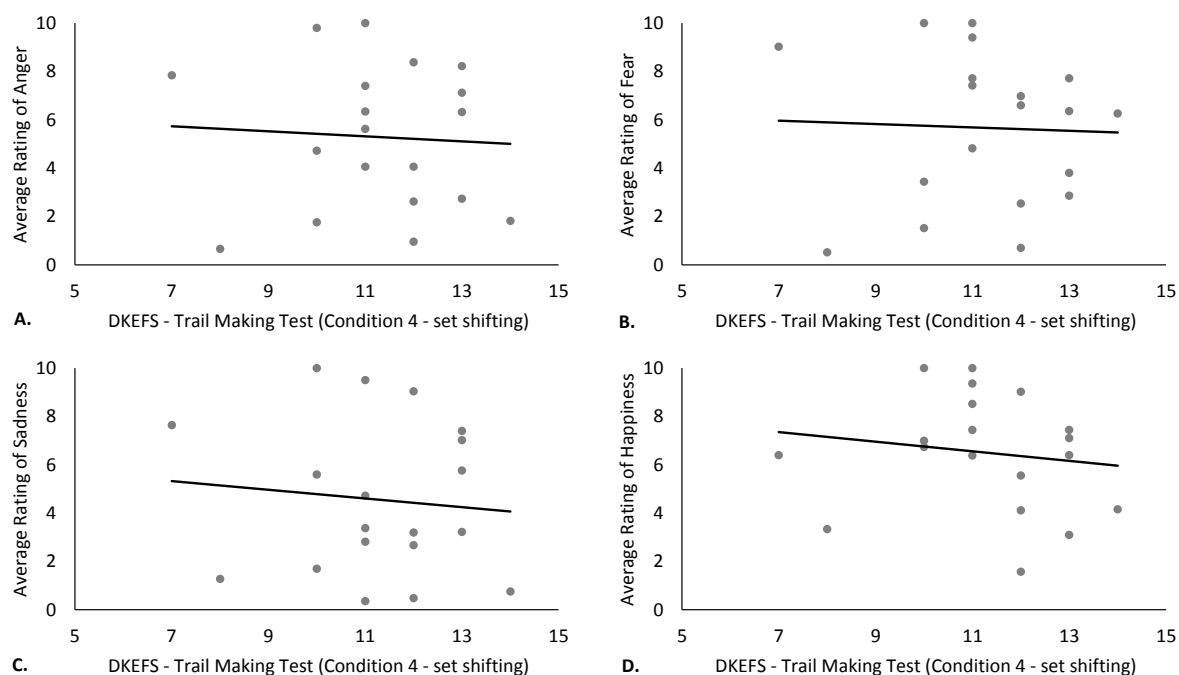 10
8
6
4
2
0
Average Rating of Anger
5 7 9 11 13 15
A. DKEFS - Trail Making Test (Condition 4 - set shifting)
10
8
6
4
2
0
Average Rating of Fear
5 7 9 11 13 15
B. DKEFS - Trail Making Test (Condition 4 - set shifting)
10
8
6
4
2
0
Average Rating of Sadness
5 7 9 11 13 15
C. DKEFS - Trail Making Test (Condition 4 - set shifting)
10
8
6
4
2
0
Average Rating of Happiness
5 7 9 11 13 15
D. DKEFS - Trail Making Test (Condition 4 - set shifting)